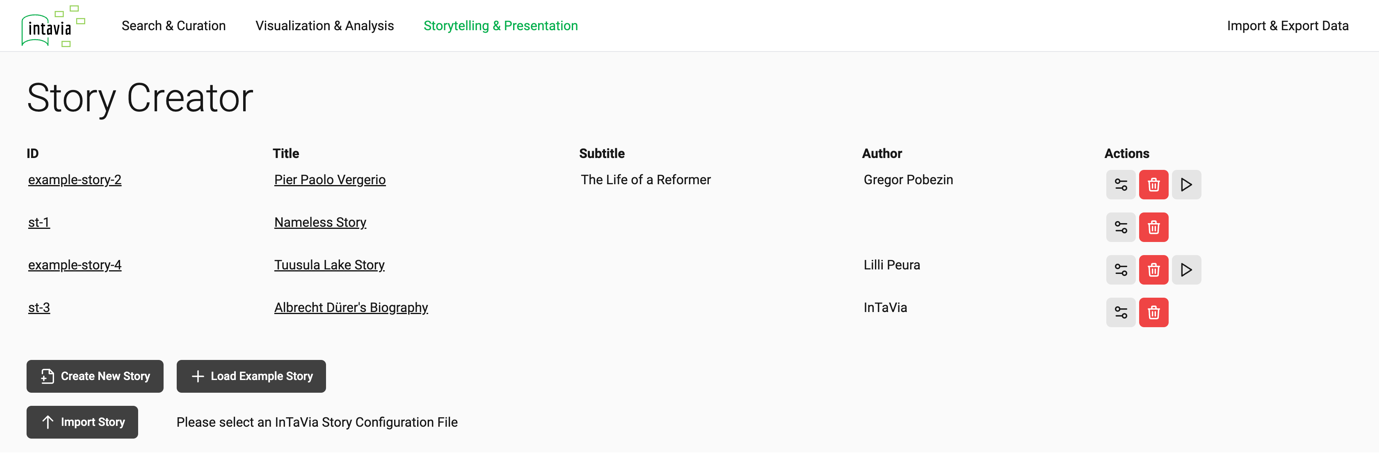 intavia Search & Curation Visualization & Analysis Storytelling & Presentation Import & Export Data
Story Creator
ID Title Subtitle Author Actions
example-story-2 Pier Paolo Vergerio The Life of a Reformer Gregor Pobezin
st-1 Nameless Story
example-story-4 Tuusula Lake Story Lilli Peura
st-3 Albrecht Dürer's Biography InTaVia
Create New Story Load Example Story
Import Story Please select an InTaVia Story Configuration File